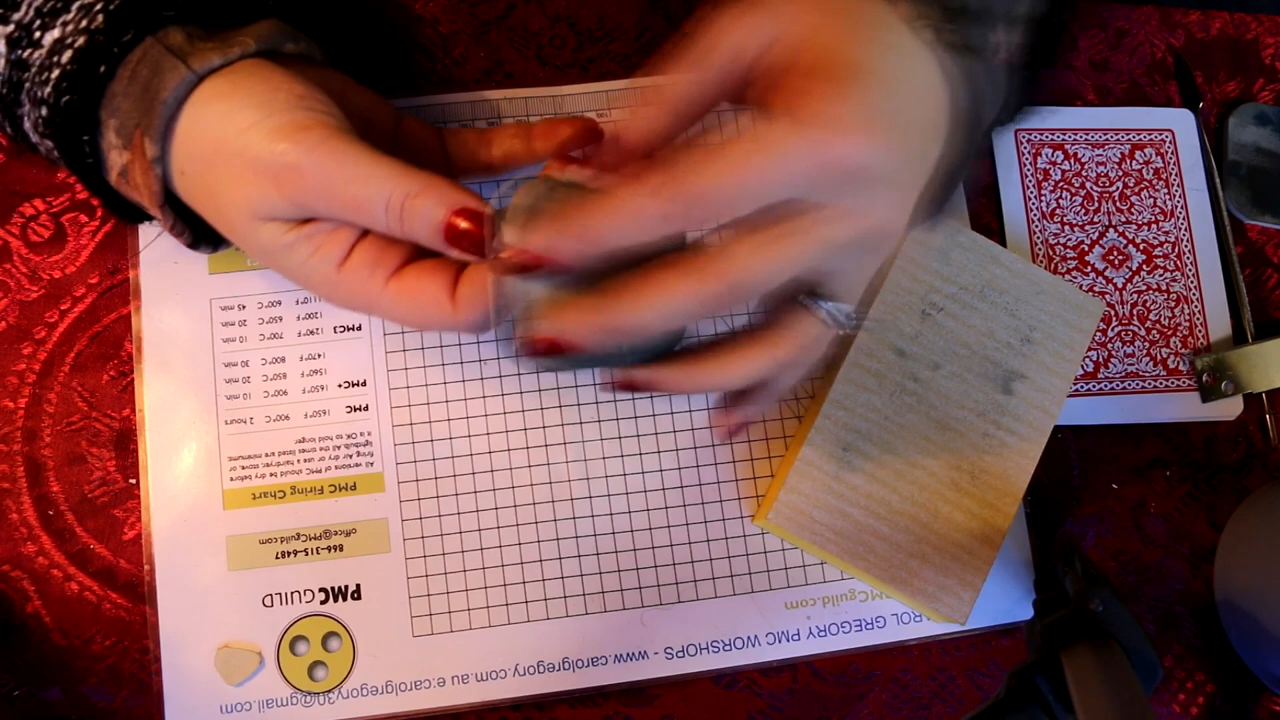 AROL GREGORY PMC WORSHOPS - www.carolgregory.com.au e:carolgregory30@gmail.com
PMCguild.com
PMC GUILD
866-315-6487
office@PMCguild.com
PMC Firing Chart
All versions of PMC should be dry before
firing. Air dry or use a hairdryer, stove, or
lightbulb. All the times listed are minimums;
it is OK to hold longer.
PMC 1650°F 900°C 2 hours
PMC+ 1650°F 900°C 10 min.
1560°F 850°C 20 min.
1470°F 800°C 30 min.
PMC3 1290°F 700°C 10 min.
1200°F 650°C 20 min.
1110°F 600°C 45 min.